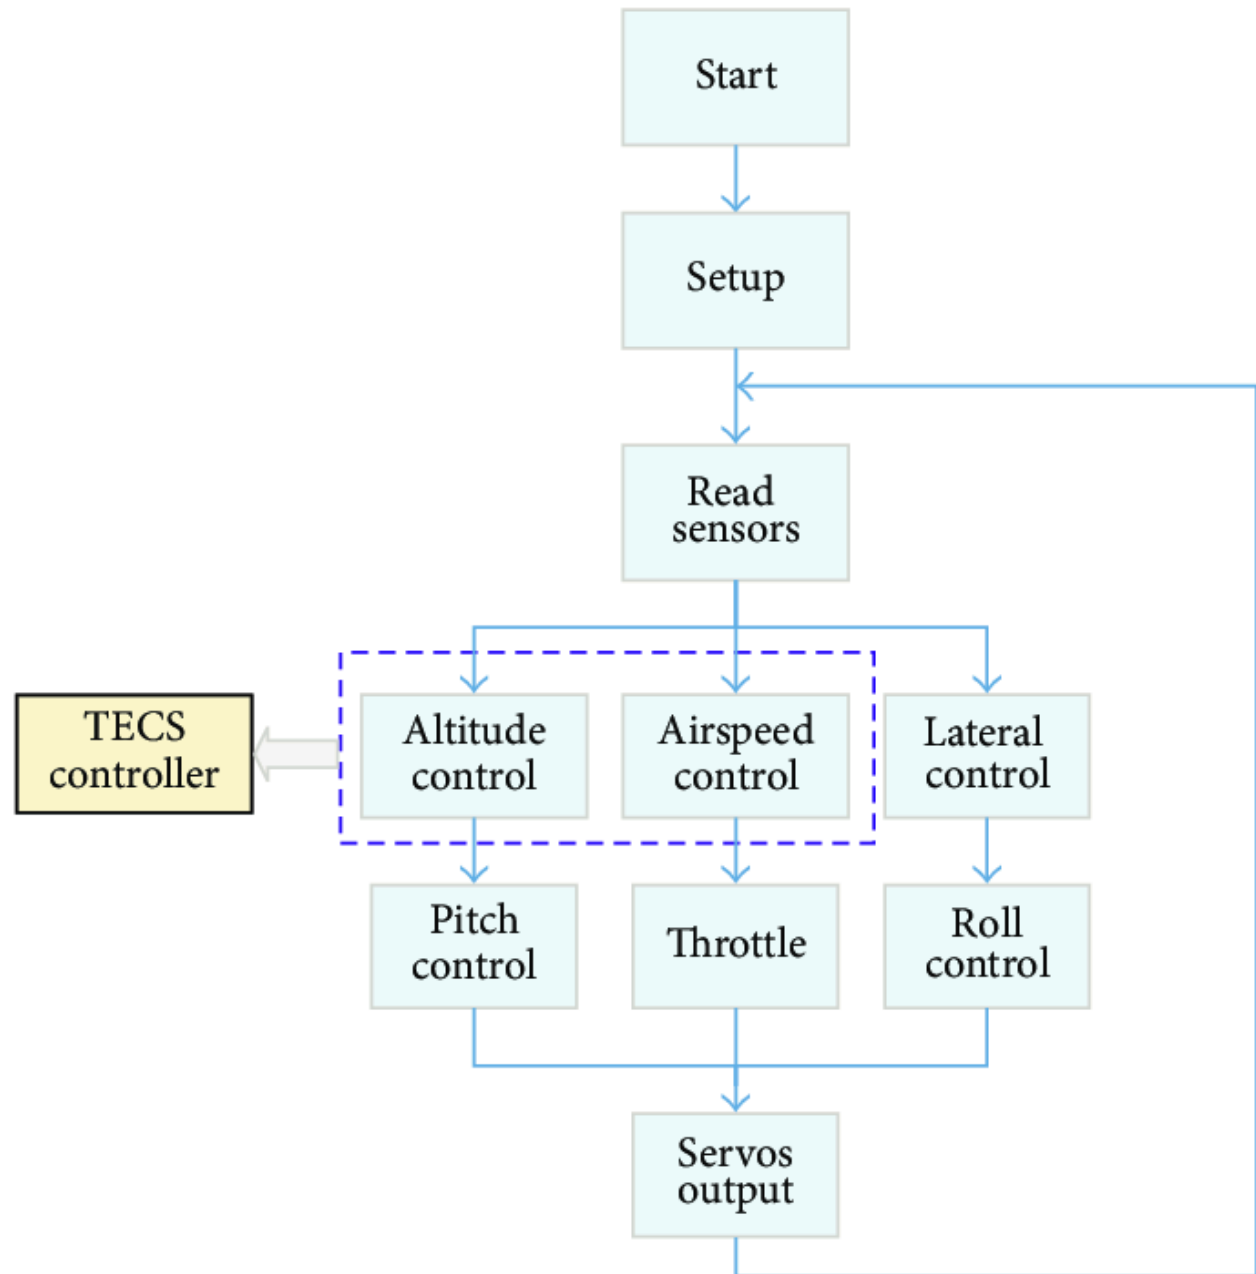 Start
Setup
Read
sensors
TECS
controller
Altitude
control
Airspeed
control
Lateral
control
Pitch
control
Throttle
Roll
control
Servos
output